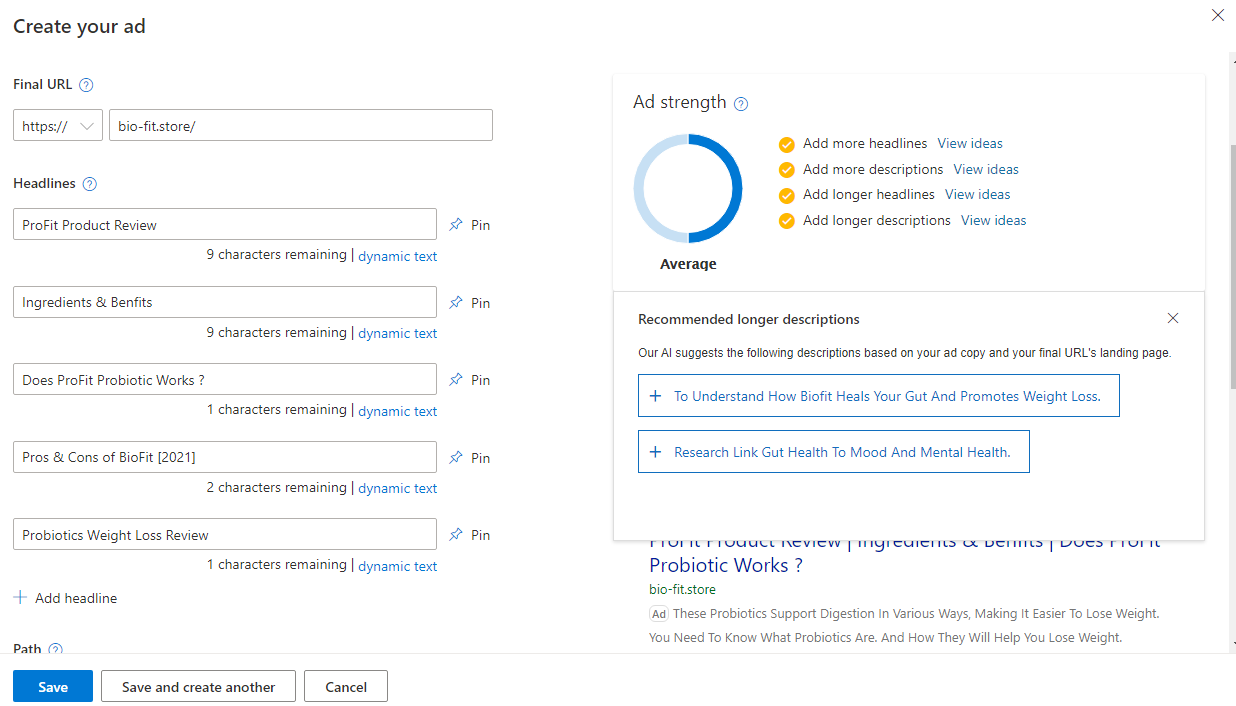 Create your ad
Final URL
https://
bio-fit.store/
Headlines
ProFit Product Review
Pin
9 characters remaining | dynamic text
Ingredients & Benfits
Pin
9 characters remaining | dynamic text
Does ProFit Probiotic Works ?
Pin
1 characters remaining | dynamic text
Pros & Cons of BioFit [2021]
Pin
2 characters remaining | dynamic text
Probiotics Weight Loss Review
Pin
1 characters remaining | dynamic text
Add headline
Path
Ad strength
Average
Add more headlines View ideas
Add more descriptions View ideas
Add longer headlines View ideas
Add longer descriptions View ideas
Recommended longer descriptions
Our AI suggests the following descriptions based on your ad copy and your final URL's landing page.
+ To Understand How Biofit Heals Your Gut And Promotes Weight Loss.
+ Research Link Gut Health To Mood And Mental Health.
ProFit Product Review | Ingredients & Benfits | Does ProFit
Probiotic Works ?
bio-fit.store
Ad These Probiotics Support Digestion In Various Ways, Making It Easier To Lose Weight.
You Need To Know What Probiotics Are. And How They Will Help You Lose Weight.
Save
Save and create another
Cancel